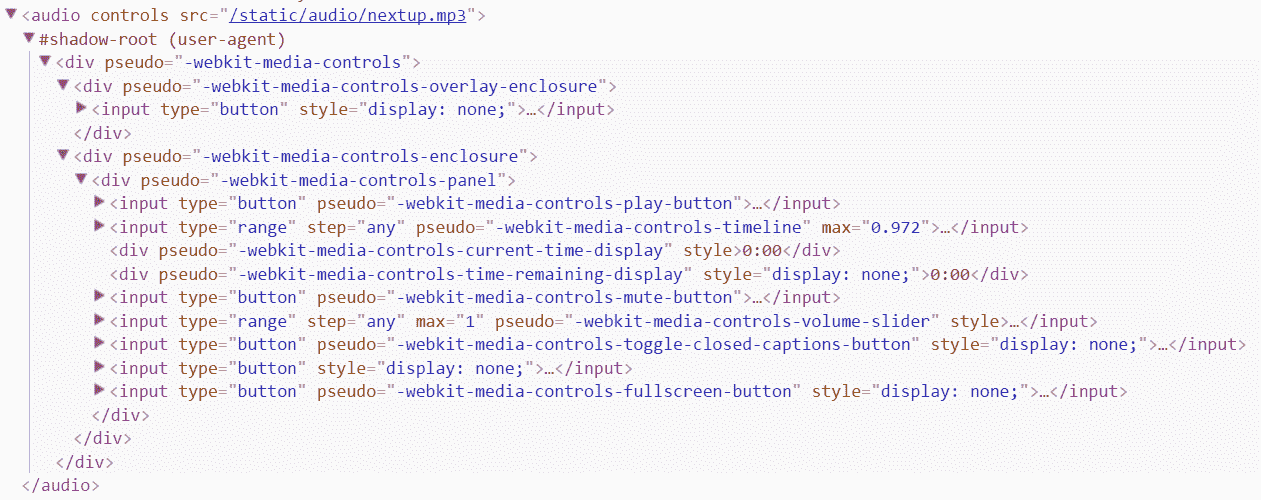 ▼<audio controls src="/static/audio/nextup.mp3">
▼#shadow-root (user-agent)
▼<div pseudo="-webkit-media-controls">
▼<div pseudo="-webkit-media-controls-overlay-enclosure">
▶<input type="button" style="display: none;">…</input>
</div>
▼<div pseudo="-webkit-media-controls-enclosure">
▼<div pseudo="-webkit-media-controls-panel">
▶<input type="button" pseudo="-webkit-media-controls-play-button">…</input>
▶<input type="range" step="any" pseudo="-webkit-media-controls-timeline" max="0.972">…</input>
<div pseudo="-webkit-media-controls-current-time-display" style>0:00</div>
<div pseudo="-webkit-media-controls-time-remaining-display" style="display: none;">0:00</div>
▶<input type="button" pseudo="-webkit-media-controls-mute-button">…</input>
▶<input type="range" step="any" max="1" pseudo="-webkit-media-controls-volume-slider" style>…</input>
▶<input type="button" pseudo="-webkit-media-controls-toggle-closed-captions-button" style="display: none;">…</input>
▶<input type="button" style="display: none;">…</input>
▶<input type="button" pseudo="-webkit-media-controls-fullscreen-button" style="display: none;">…</input>
</div>
</div>
</div>
</audio>